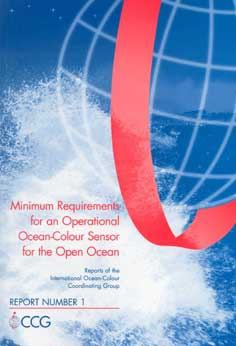 Minimum Requirements
for an Operational
Ocean-Colour Sensor
for the Open Ocean
Reports of the
International Ocean-Colour
Coordinating Group
REPORT NUMBER 1
CCG